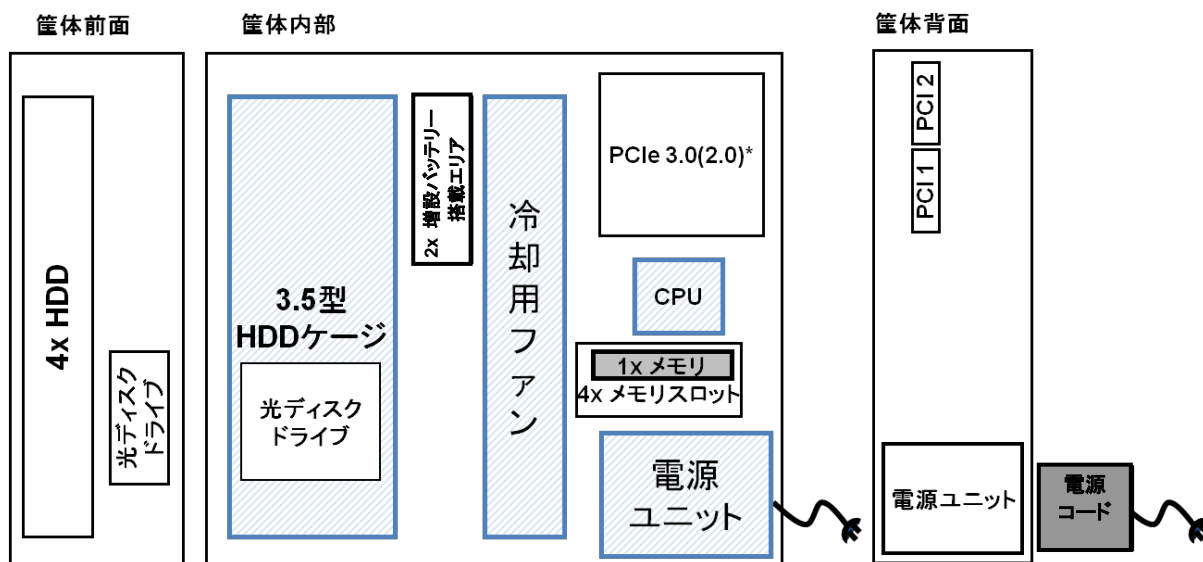 筐体前面
筐体内部
筐体背面
4x HDD
光ディスク
ドライブ
3.5型
HDDケージ
光ディスク
ドライブ
2x 増設バッテリー
搭載エリア
冷却用ファン
PCIe 3.0(2.0)*
CPU
1x メモリ
4x メモリスロット
電源
ユニット
PCI 2
PCI 1
電源ユニット
電源
コード